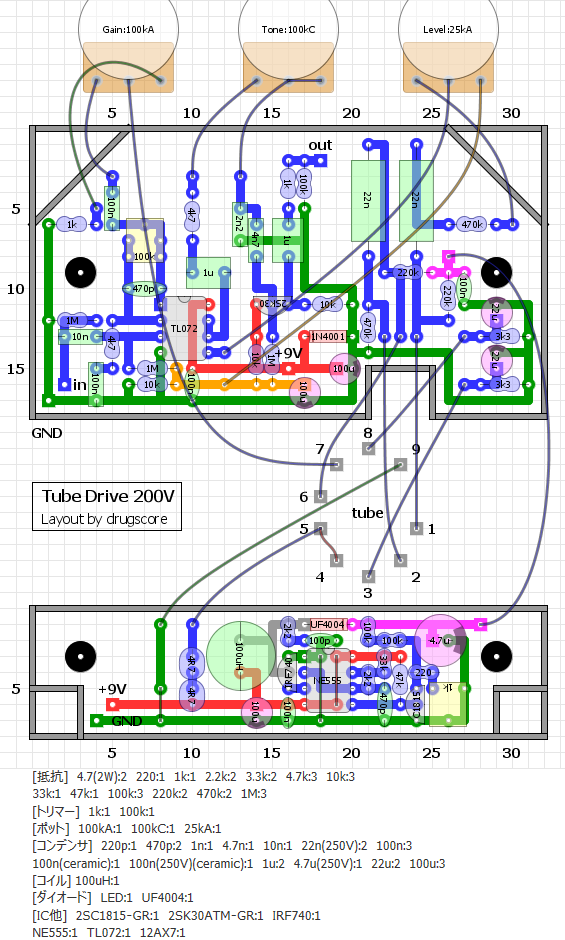 Gain:100kA Tone:100kC Level:25kA
5 10 15 20 25 30
out
5
1k 100n 4k7 2n2 4n7 1k 100k 1u 22n 22n 470k
100k 1u 220k 220k 100n
10
470p TL072 2SK30 10k 22u
1M 10n 4k7 470k 1N4001 3k3
+9V
15
1M 100p 100u
in 100n 10k 100u 3k3
GND
7 8 9
Tube Drive 200V
Layout by drugscore
6 tube
5 1
4 3 2
2k2 UF4004 100k 4.7u
100uH 100p 100k
4R7 IRFZ40 NE555 33k 47k 220
5
4R7 2k2 1k
+9V 100u 100n 470p C1815
GND
5 10 15 20 25 30
[抵抗] 4.7(2W):2 220:1 1k:1 2.2k:2 3.3k:2 4.7k:3 10k:3
33k:1 47k:1 100k:3 220k:2 470k:2 1M:3
[トリマー] 1k:1 100k:1
[ポット] 100kA:1 100kC:1 25kA:1
[コンデンサ] 220p:1 470p:2 1n:1 4.7n:1 10n:1 22n(250V):2 100n:3
100n(ceramic):1 100n(250V)(ceramic):1 1u:2 4.7u(250V):1 22u:2 100u:3
[コイル] 100uH:1
[ダイオード] LED:1 UF4004:1
[IC他] 2SC1815-GR:1 2SK30ATM-GR:1 IRF740:1
NE555:1 TL072:1 12AX7:1